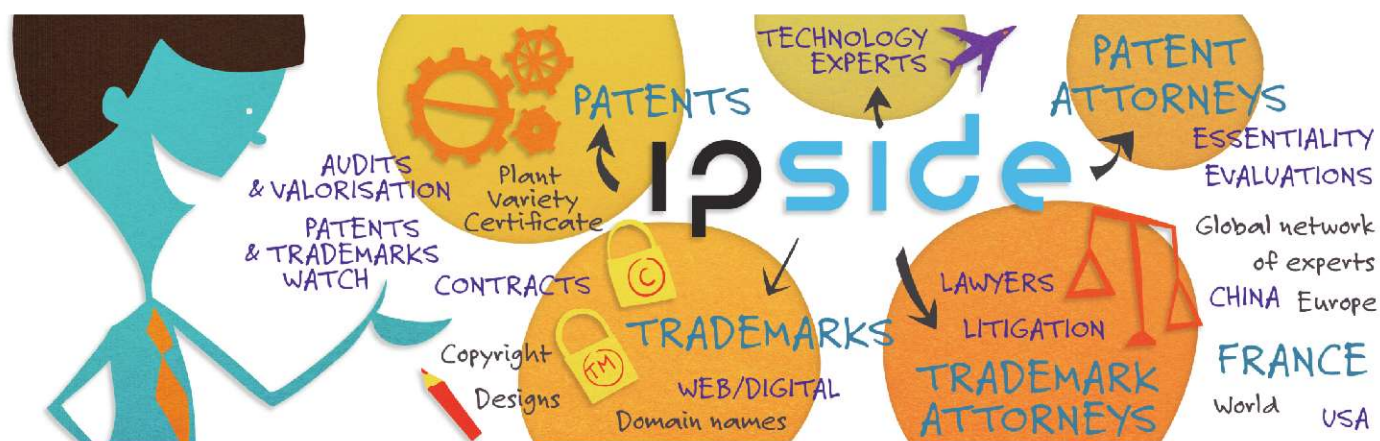 AUDITS
& VALORISATION
PATENTS
& TRADEMARKS
WATCH
PATENTS
Plant
Variety
Certificate
TECHNOLOGY
EXPERTS
PATENT
ATTORNEYS
ipside
ESSENTIALITY
EVALUATIONS
CONTRACTS
C
TM
Copyright
Designs
TRADEMARKS
WEB/DIGITAL
Domain names
LAWYERS
LITIGATION
TRADEMARK
ATTORNEYS
Global network
of experts
CHINA Europe
FRANCE
World
USA